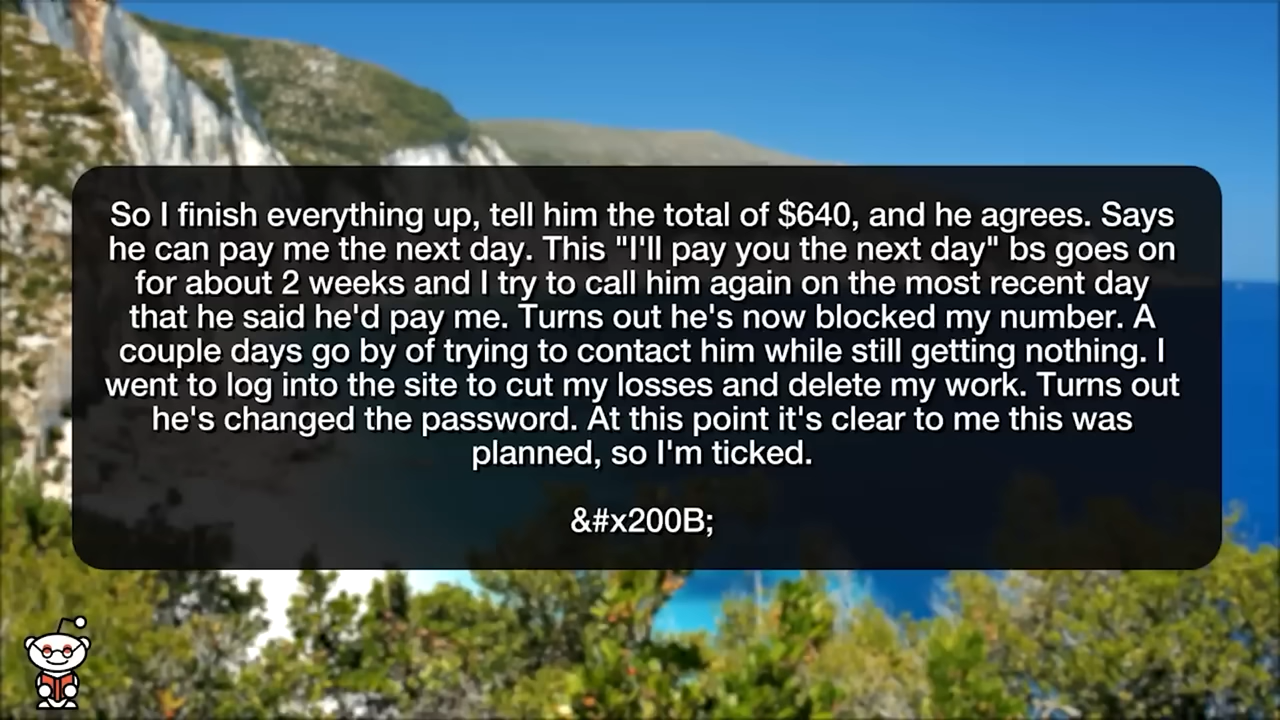 So I finish everything up, tell him the total of $640, and he agrees. Says
he can pay me the next day. This "I'll pay you the next day" bs goes on
for about 2 weeks and I try to call him again on the most recent day
that he said he'd pay me. Turns out he's now blocked my number. A
couple days go by of trying to contact him while still getting nothing. I
went to log into the site to cut my losses and delete my work. Turns out
he's changed the password. At this point it's clear to me this was
planned, so I'm ticked.
&#x200B;